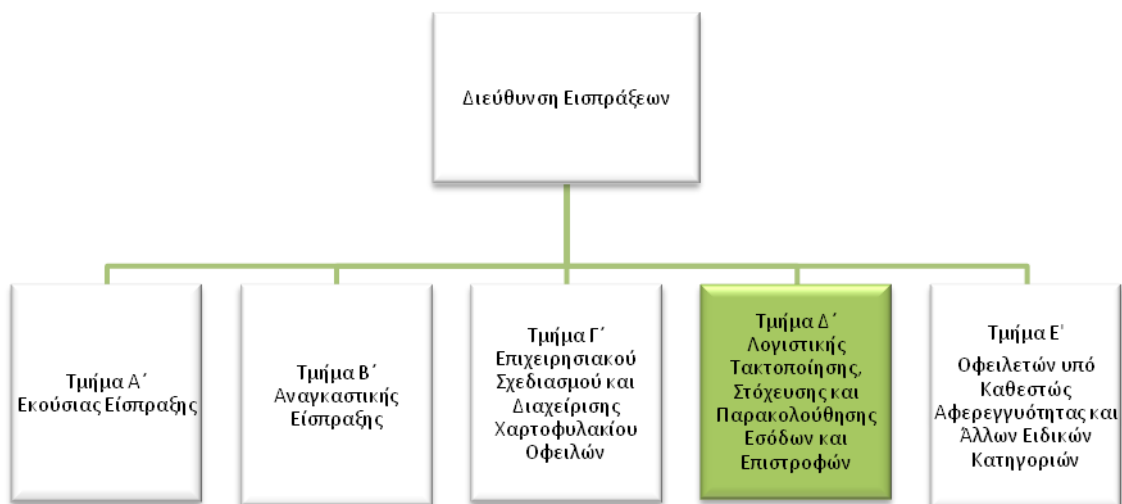 Διεύθυνση Εισπράξεων
Τμήμα Α΄
Εκούσιας Είσπραξης
Τμήμα Β΄
Αναγκαστικής
Είσπραξης
Τμήμα Γ΄
Επιχειρησιακού
Σχεδιασμού και
Διαχείρισης
Χαρτοφυλακίου
Οφειλών
Τμήμα Δ΄
Λογιστικής
Τακτοποίησης,
Στόχευσης και
Παρακολούθησης
Εσόδων και
Επιστροφών
Τμήμα Ε'
Οφειλετών υπό
Καθεστώς
Αφερεγγυότητας και
Άλλων Ειδικών
Κατηγοριών